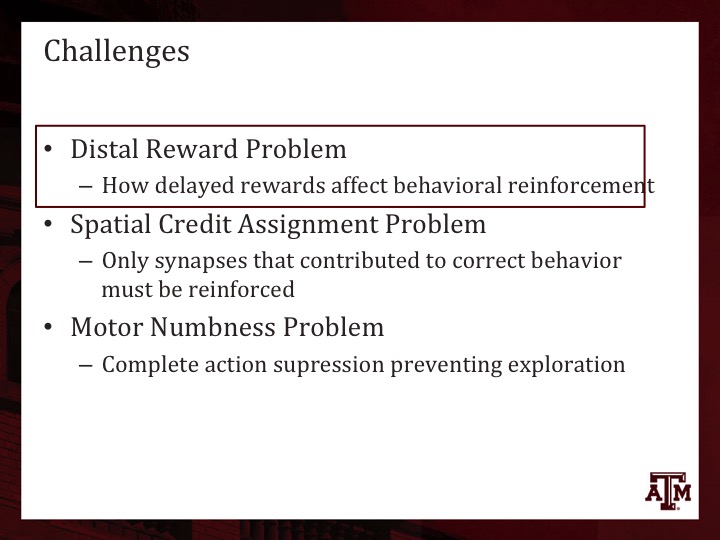 Challenges
• Distal Reward Problem
– How delayed rewards affect behavioral reinforcement
• Spatial Credit Assignment Problem
– Only synapses that contributed to correct behavior
must be reinforced
• Motor Numbness Problem
– Complete action supression preventing exploration
ATM